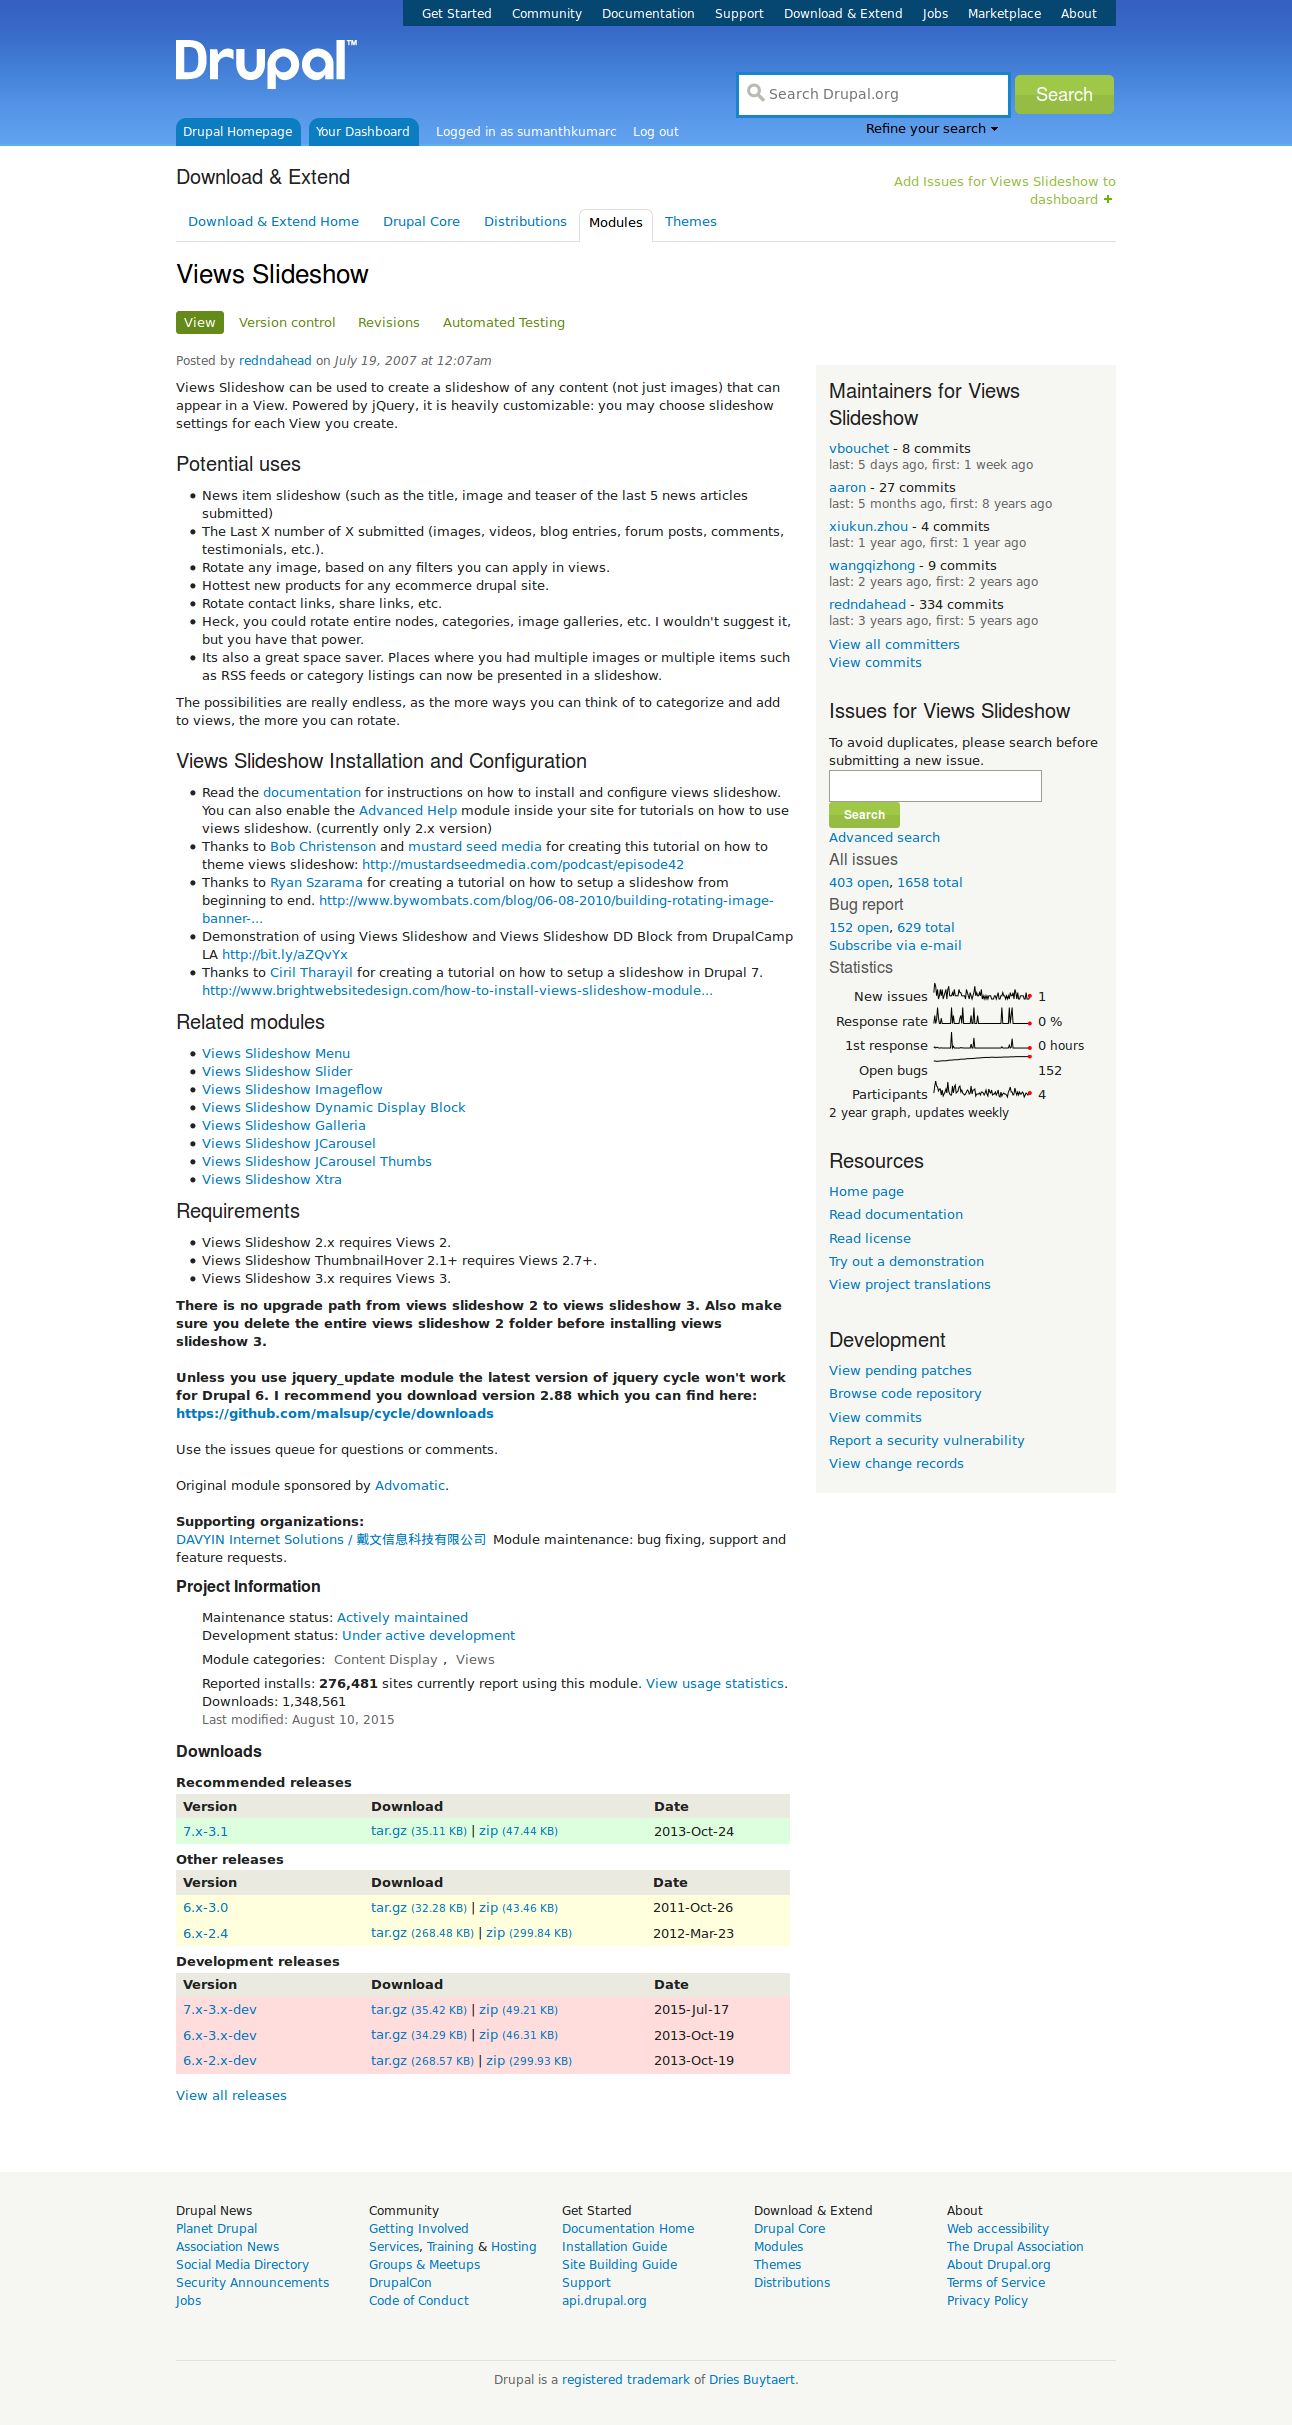 Get Started Community Documentation Support Download & Extend Jobs Marketplace About
Drupal™
Search Drupal.org Search
Refine your search
Drupal Homepage Your Dashboard Logged in as sumanthkumarc Log out
Download & Extend
Add Issues for Views Slideshow to
dashboard +
Download & Extend Home Drupal Core Distributions Modules Themes
Views Slideshow
View Version control Revisions Automated Testing
Posted by redndahead on July 19, 2007 at 12:07am
Views Slideshow can be used to create a slideshow of any content (not just images) that can
appear in a View. Powered by jQuery, it is heavily customizable: you may choose slideshow
settings for each View you create.
Potential uses
• News item slideshow (such as the title, image and teaser of the last 5 news articles
submitted)
• The Last X number of X submitted (images, videos, blog entries, forum posts, comments,
testimonials, etc.).
• Rotate any image, based on any filters you can apply in views.
• Hottest new products for any ecommerce drupal site.
• Rotate contact links, share links, etc.
• Heck, you could rotate entire nodes, categories, image galleries, etc. I wouldn't suggest it,
but you have that power.
• Its also a great space saver. Places where you had multiple images or multiple items such
as RSS feeds or category listings can now be presented in a slideshow.
The possibilities are really endless, as the more ways you can think of to categorize and add
to views, the more you can rotate.
Views Slideshow Installation and Configuration
• Read the documentation for instructions on how to install and configure views slideshow.
You can also enable the Advanced Help module inside your site for tutorials on how to use
views slideshow. (currently only 2.x version)
• Thanks to Bob Christenson and mustard seed media for creating this tutorial on how to
theme views slideshow: http://mustardseedmedia.com/podcast/episode42
• Thanks to Ryan Szarama for creating a tutorial on how to setup a slideshow from
beginning to end. http://www.bywombats.com/blog/06-08-2010/building-rotating-image-
banner-...
• Demonstration of using Views Slideshow and Views Slideshow DD Block from DrupalCamp
LA http://bit.ly/aZQvYx
• Thanks to Ciril Tharayil for creating a tutorial on how to setup a slideshow in Drupal 7.
http://www.brightwebsitedesign.com/how-to-install-views-slideshow-module...
Related modules
• Views Slideshow Menu
• Views Slideshow Slider
• Views Slideshow Imageflow
• Views Slideshow Dynamic Display Block
• Views Slideshow Galleria
• Views Slideshow JCarousel
• Views Slideshow JCarousel Thumbs
• Views Slideshow Xtra
Requirements
• Views Slideshow 2.x requires Views 2.
• Views Slideshow ThumbnailHover 2.1+ requires Views 2.7+.
• Views Slideshow 3.x requires Views 3.
There is no upgrade path from views slideshow 2 to views slideshow 3. Also make
sure you delete the entire views slideshow 2 folder before installing views
slideshow 3.
Unless you use jquery_update module the latest version of jquery cycle won't work
for Drupal 6. I recommend you download version 2.88 which you can find here:
https://github.com/malsup/cycle/downloads
Use the issues queue for questions or comments.
Original module sponsored by Advomatic.
Supporting organizations:
DAVYIN Internet Solutions / 戴文信息科技有限公司 Module maintenance: bug fixing, support and
feature requests.
Project Information
Maintenance status: Actively maintained
Development status: Under active development
Module categories: Content Display , Views
Reported installs: 276,481 sites currently report using this module. View usage statistics.
Downloads: 1,348,561
Last modified: August 10, 2015
Downloads
Recommended releases
Version Download Date
7.x-3.1 tar.gz (35.11 KB) | zip (47.44 KB) 2013-Oct-24
Other releases
Version Download Date
6.x-3.0 tar.gz (32.28 KB) | zip (43.46 KB) 2011-Oct-26
6.x-2.4 tar.gz (268.48 KB) | zip (299.84 KB) 2012-Mar-23
Development releases
Version Download Date
7.x-3.x-dev tar.gz (35.42 KB) | zip (49.21 KB) 2015-Jul-17
6.x-3.x-dev tar.gz (34.29 KB) | zip (46.31 KB) 2013-Oct-19
6.x-2.x-dev tar.gz (268.57 KB) | zip (299.93 KB) 2013-Oct-19
View all releases
Maintainers for Views
Slideshow
vbouchet - 8 commits
last: 5 days ago, first: 1 week ago
aaron - 27 commits
last: 5 months ago, first: 8 years ago
xiukun.zhou - 4 commits
last: 1 year ago, first: 1 year ago
wangqizhong - 9 commits
last: 2 years ago, first: 2 years ago
redndahead - 334 commits
last: 3 years ago, first: 5 years ago
View all committers
View commits
Issues for Views Slideshow
To avoid duplicates, please search before
submitting a new issue.
Search
Advanced search
All issues
403 open, 1658 total
Bug report
152 open, 629 total
Subscribe via e-mail
Statistics
New issues 1
Response rate 0 %
1st response 0 hours
Open bugs 152
Participants 4
2 year graph, updates weekly
Resources
Home page
Read documentation
Read license
Try out a demonstration
View project translations
Development
View pending patches
Browse code repository
View commits
Report a security vulnerability
View change records
Drupal News
Planet Drupal
Association News
Social Media Directory
Security Announcements
Jobs
Community
Getting Involved
Services, Training & Hosting
Groups & Meetups
DrupalCon
Code of Conduct
Get Started
Documentation Home
Installation Guide
Site Building Guide
Support
api.drupal.org
Download & Extend
Drupal Core
Modules
Themes
Distributions
About
Web accessibility
The Drupal Association
About Drupal.org
Terms of Service
Privacy Policy
Drupal is a registered trademark of Dries Buytaert.